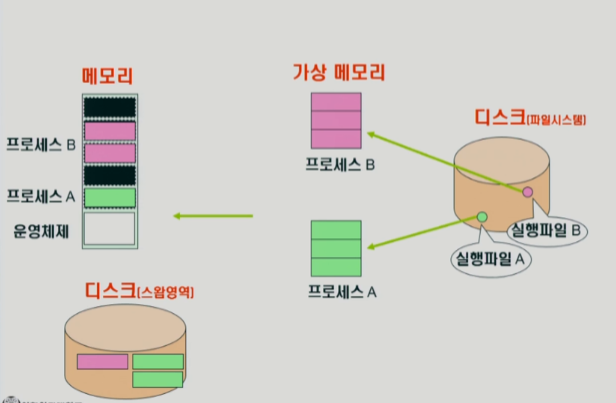 메모리
가상 메모리
디스크(파일시스템)
프로세스 B
프로세스 A
운영체제
프로세스 B
프로세스 A
실행파일 B
실행파일 A
디스크(스왑영역)